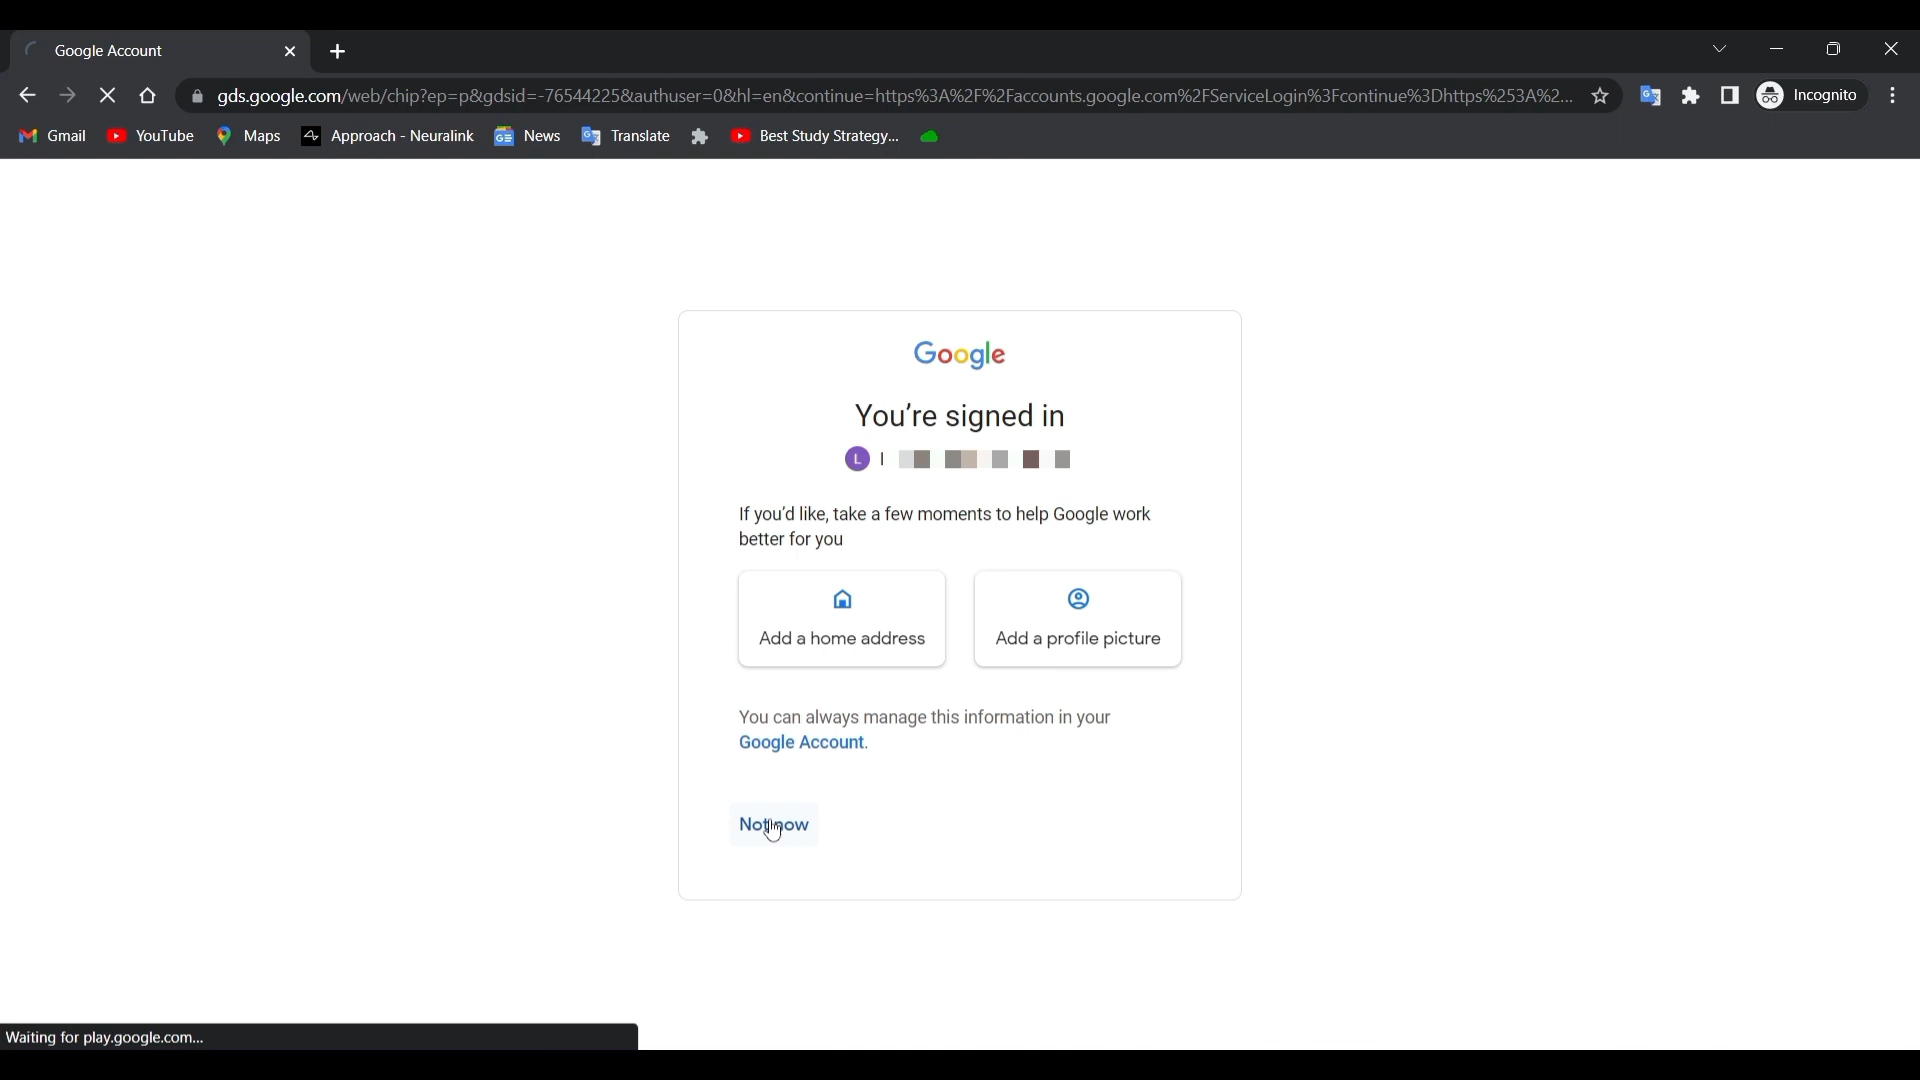 Google Account
gds.google.com/web/chip?ep=p&gdsid=-76544225&authuser=0&hl=en&continue=https%3A%2F%2Faccounts.google.com%2FServiceLogin%3Fcontinue%3Dhttps%253A%2...
Incognito
Gmail YouTube Maps Approach - Neuralink News Translate Best Study Strategy...
Google
You're signed in
L l
If you'd like, take a few moments to help Google work
better for you
Add a home address Add a profile picture
You can always manage this information in your
Google Account.
Not now
Waiting for play.google.com...